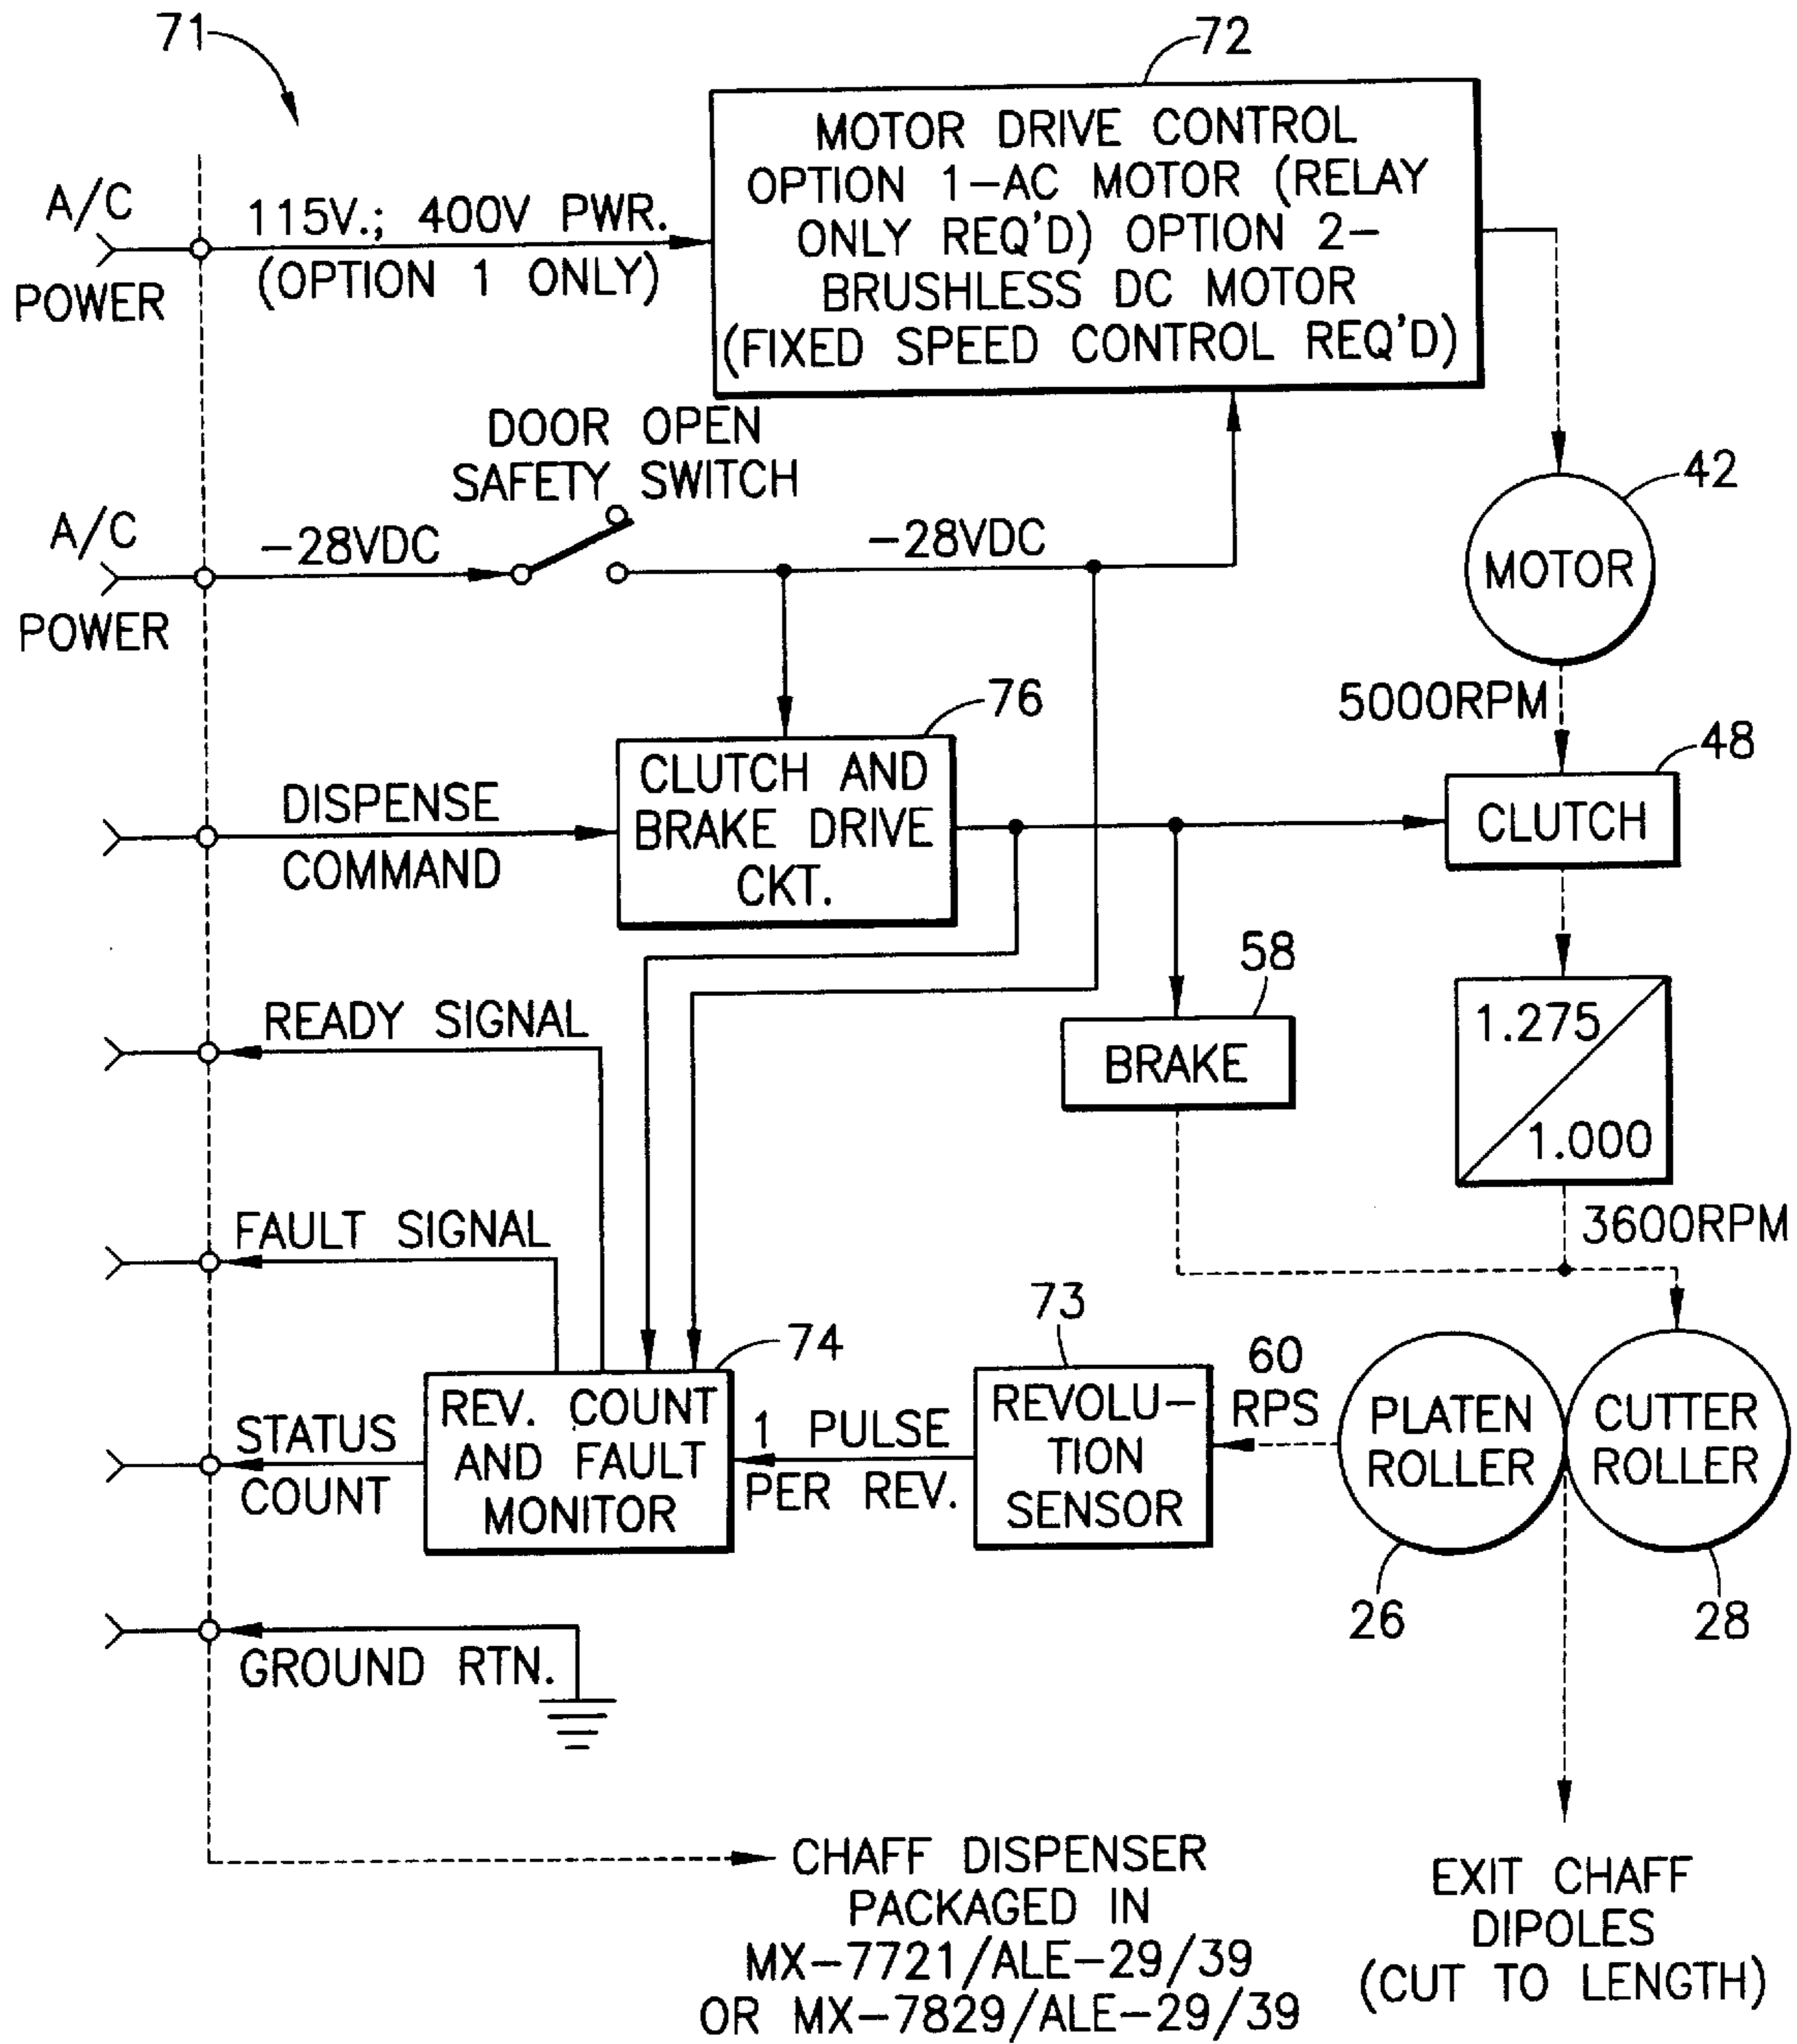 71
72
MOTOR DRIVE CONTROL
OPTION 1-AC MOTOR (RELAY
ONLY REQ'D) OPTION 2-
BRUSHLESS DC MOTOR
(FIXED SPEED CONTROL REQ'D)
A/C
POWER
115V.; 400V PWR.
(OPTION 1 ONLY)
DOOR OPEN
SAFETY SWITCH
A/C
POWER
-28VDC
-28VDC
42
MOTOR
5000RPM
76
CLUTCH AND
BRAKE DRIVE
CKT.
48
CLUTCH
DISPENSE
COMMAND
58
BRAKE
1.275
1.000
3600RPM
READY SIGNAL
FAULT SIGNAL
74
REV. COUNT
AND FAULT
MONITOR
STATUS
COUNT
1 PULSE
PER REV.
73
REVOLU-
TION
SENSOR
60
RPS
PLATEN
ROLLER
CUTTER
ROLLER
26
28
GROUND RTN.
CHAFF DISPENSER
PACKAGED IN
MX-7721/ALE-29/39
OR MX-7829/ALE-29/39
EXIT CHAFF
DIPOLES
(CUT TO LENGTH)